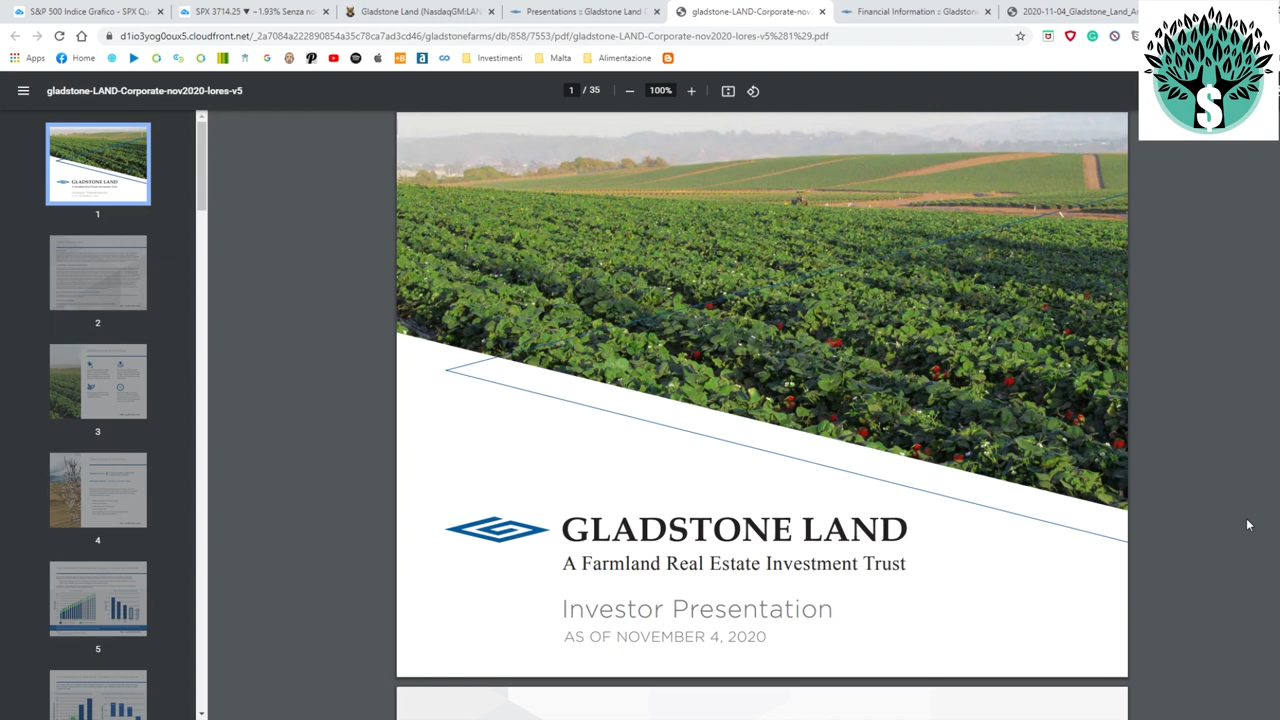 S&P 500 Indice Grafico - SPX Qu
SPX 3714.25 ▼ −1.93% Senza no
Gladstone Land (NasdaqGM:LAN
Presentations :: Gladstone Land C
gladstone-LAND-Corporate-nov
Financial Information :: Gladstone
2020-11-04_Gladstone_Land_An
d1io3yog0oux5.cloudfront.net/_2a7084a222890854a35c78ca7ad3cd46/gladstonefarms/db/858/7553/pdf/gladstone-LAND-Corporate-nov2020-lores-v5%281%29.pdf
Apps
Home
Investimenti
Malta
Alimentazione
gladstone-LAND-Corporate-nov2020-lores-v5
1 / 35
100%
$
GLADSTONE LAND
1
2
3
4
5
GLADSTONE LAND
A Farmland Real Estate Investment Trust
Investor Presentation
AS OF NOVEMBER 4, 2020